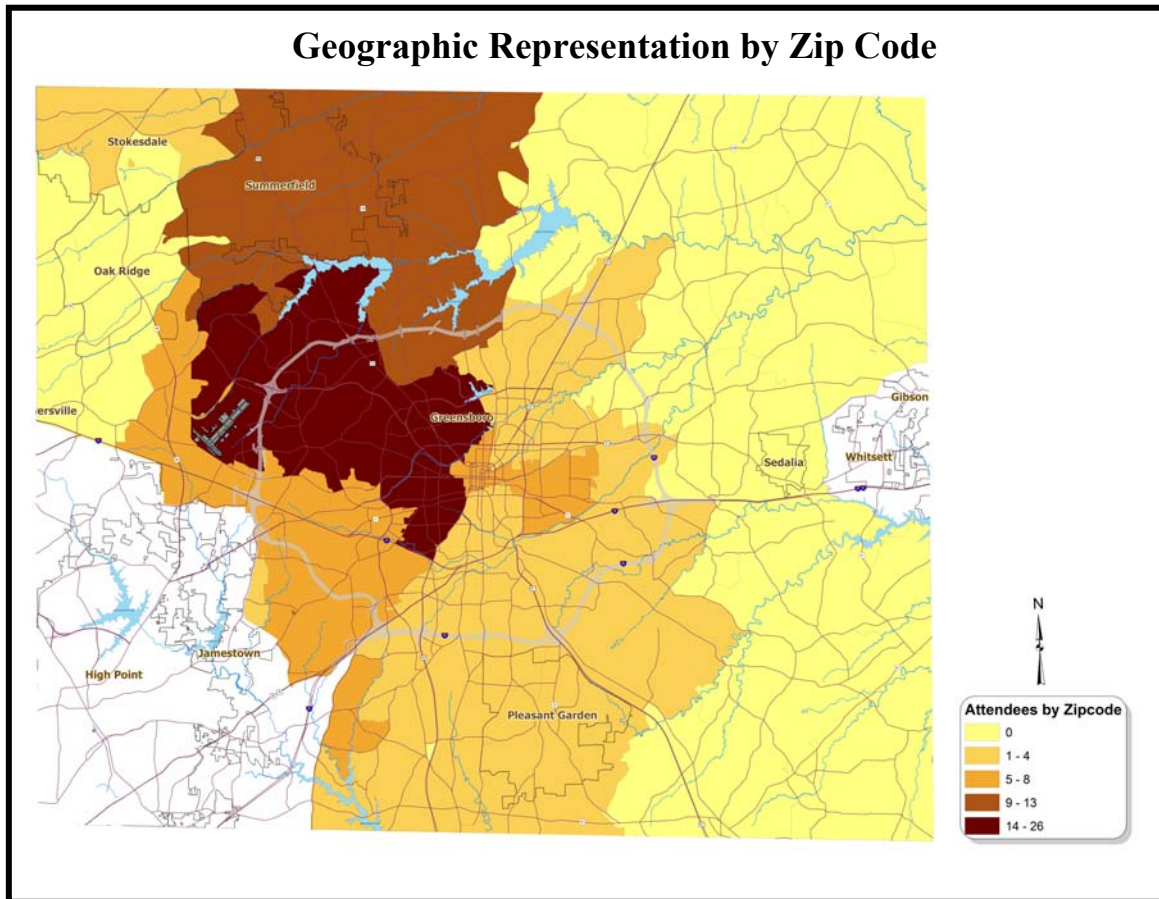 Geographic Representation by Zip Code
Stokesdale
Summerfield
Oak Ridge
ersville
Greensboro
Gibson
Sedalia
Whitsett
Jamestown
High Point
Pleasant Garden
N
Attendees by Zipcode
0
1 - 4
5 - 8
9 - 13
14 - 26